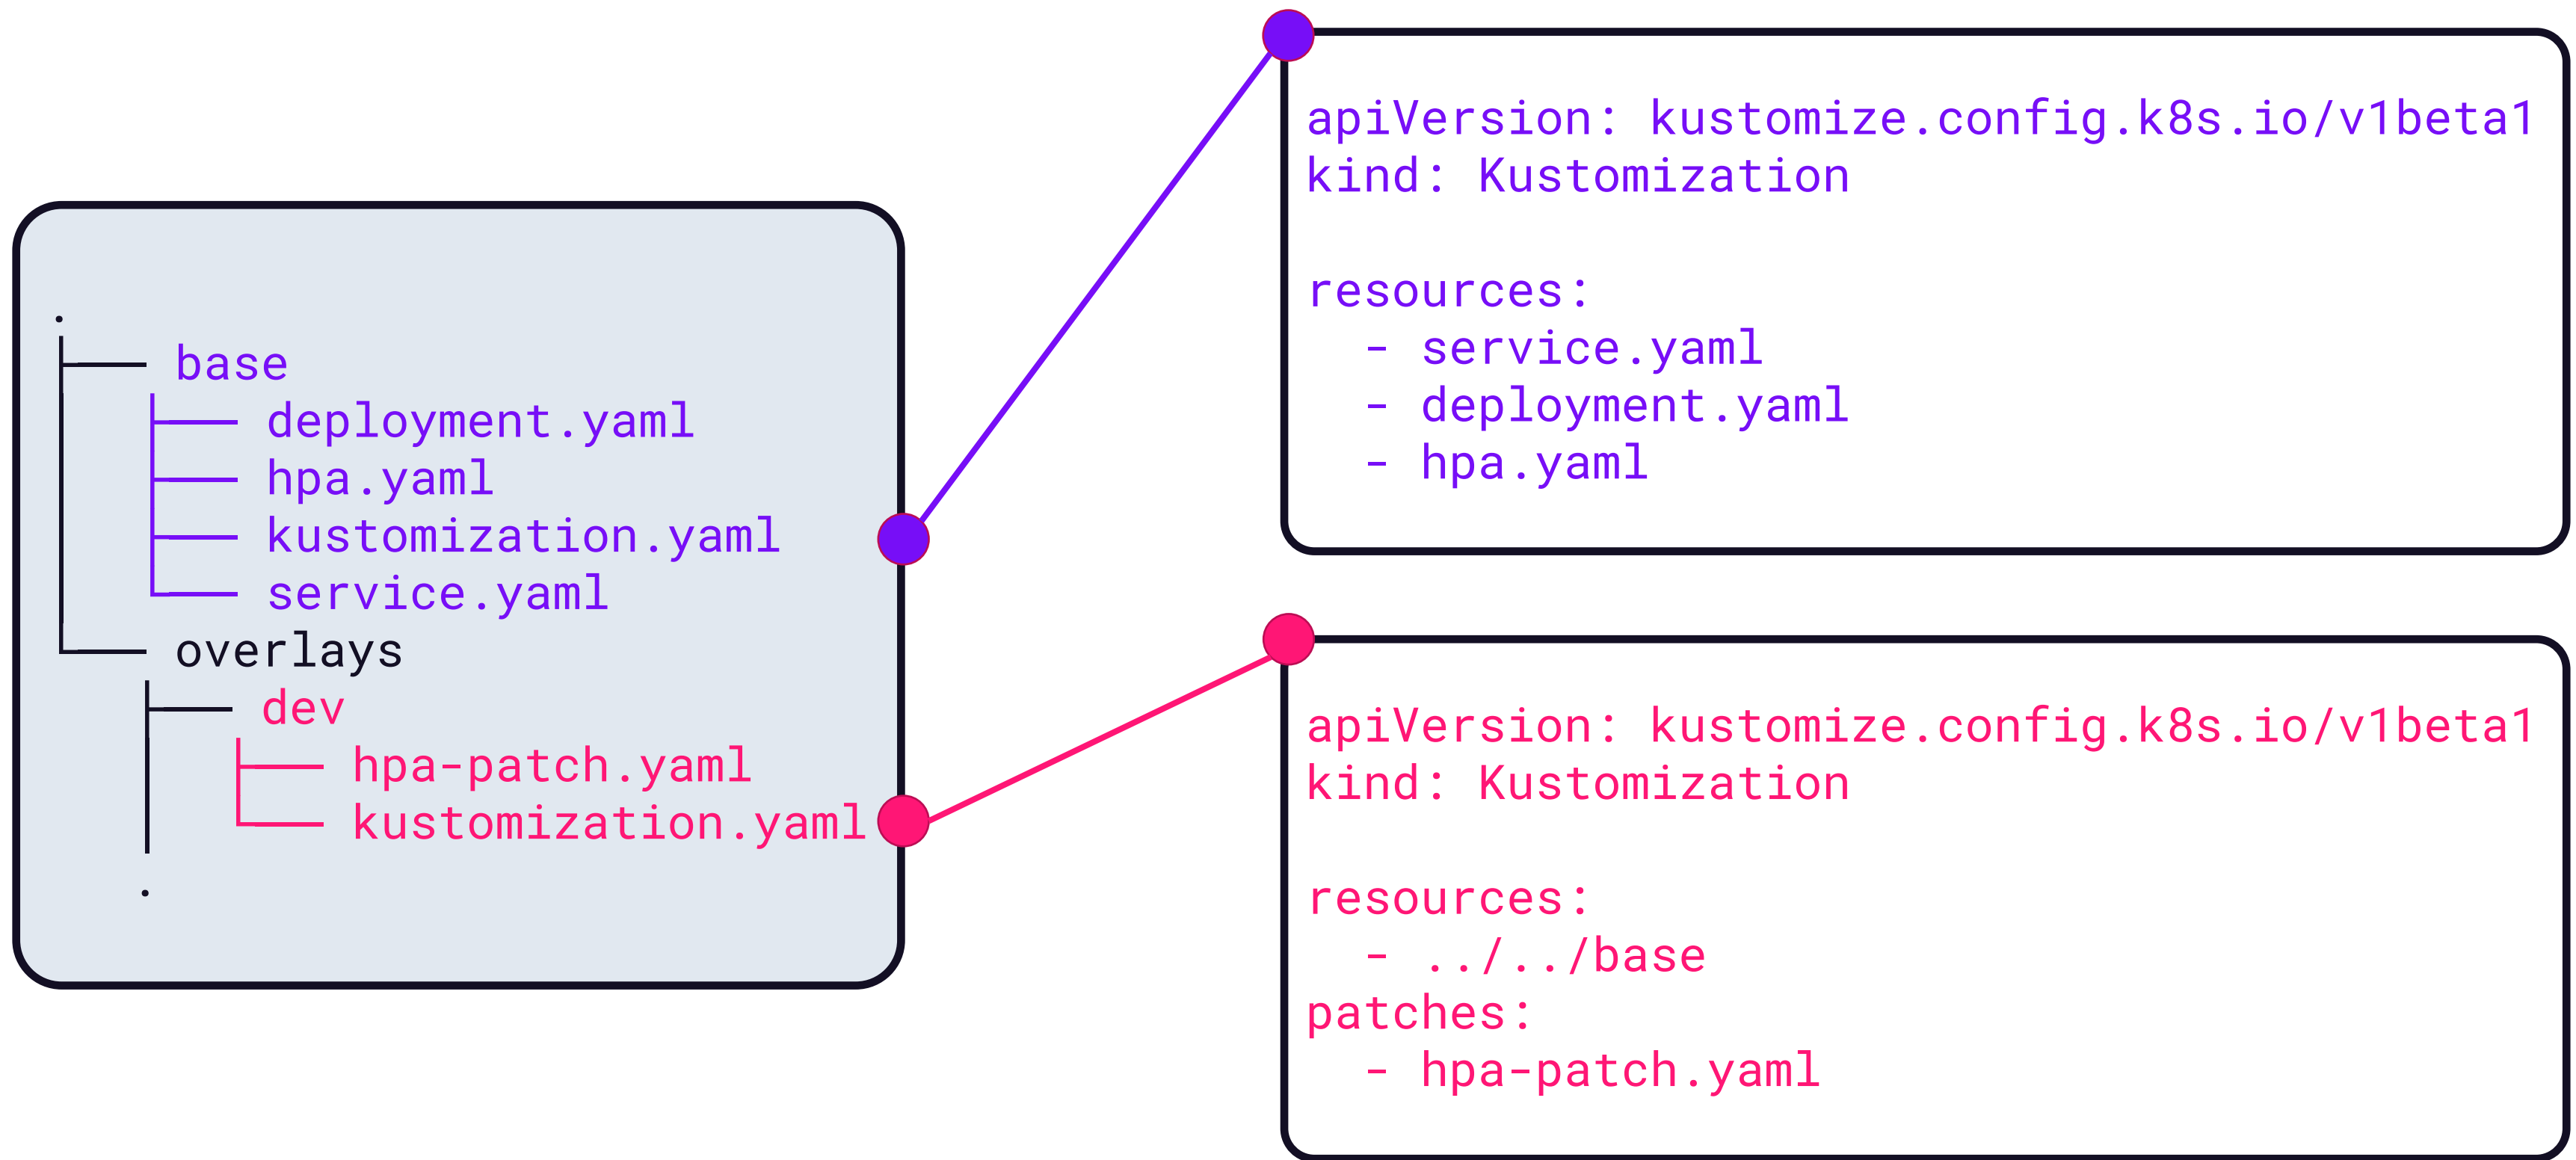 .
base
deployment.yaml
hpa.yaml
kustomization.yaml
service.yaml
overlays
dev
hpa-patch.yaml
kustomization.yaml
.
apiVersion: kustomize.config.k8s.io/v1beta1
kind: Kustomization
resources:
- service.yaml
- deployment.yaml
- hpa.yaml
apiVersion: kustomize.config.k8s.io/v1beta1
kind: Kustomization
resources:
- ../../base
patches:
- hpa-patch.yaml